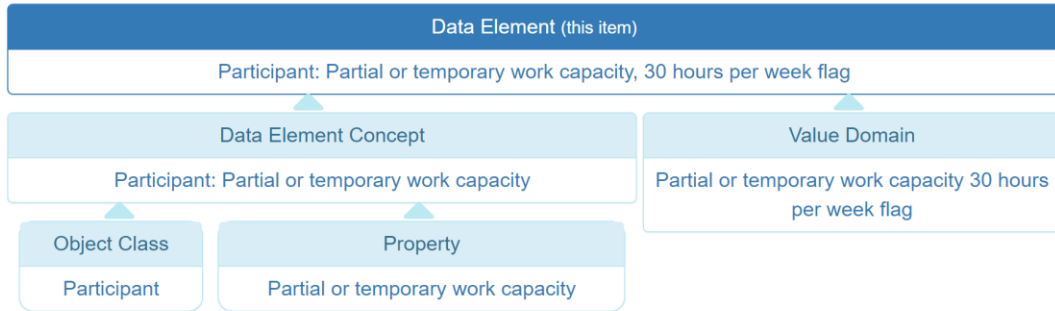 Data Element (this item)
Participant: Partial or temporary work capacity, 30 hours per week flag
Data Element Concept
Participant: Partial or temporary work capacity
Value Domain
Partial or temporary work capacity 30 hours
per week flag
Object Class
Participant
Property
Partial or temporary work capacity